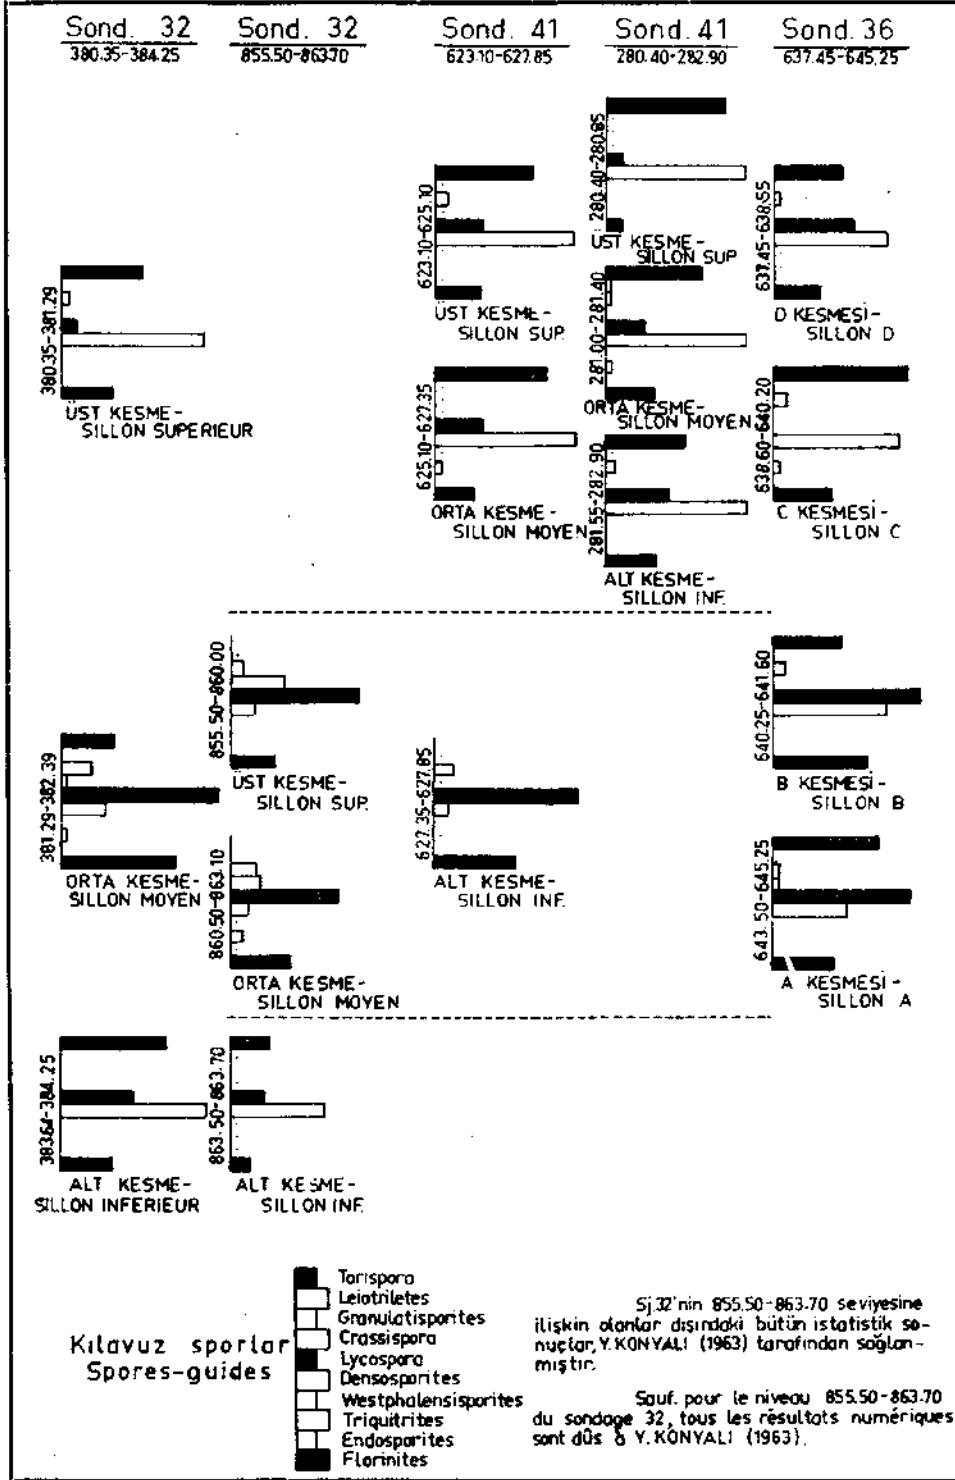 Sond. 32
380.35-384.25
Sond. 32
855.50-863.70
Sond. 41
623.10-627.85
Sond. 41
280.40-282.90
Sond. 36
637.45-645.25
380.35-381.29
ÜST KESME-
SILLON SUPERIEUR
623.10-625.10
ÜST KESME-
SILLON SUP.
280.40-280.85
ÜST KESME-
SILLON SUP
637.45-638.55
D KESMESİ-
SILLON D
625.10-627.35
ORTA KESME-
SILLON MOYEN
281.00-281.40
ORTA KESME-
SILLON MOYEN
638.60-640.20
C KESMESİ-
SILLON C
281.55-282.90
ALT KESME-
SILLON INF.
381.29-382.39
ORTA KESME-
SILLON MOYEN
855.50-860.00
ÜST KESME-
SILLON SUP.
627.35-627.85
ALT KESME-
SILLON INF.
640.25-641.60
B KESMESİ-
SILLON B
860.50-863.10
ORTA KESME-
SILLON MOYEN
643.50-645.25
A KESMESİ-
SILLON A
383.64-384.25
ALT KESME-
SILLON INFERIEUR
863.50-863.70
ALT KESME-
SILLON INF.
Kılavuz sporlar
Spores-guides
Torispora
Leiotriletes
Granulatisporites
Crassispora
Lycospora
Densosporites
Westphalensisporites
Triquitrites
Endosporites
Florinites
Sj.32'nin 855.50-863.70 seviyesine
ilişkin olanlar dışındaki bütün istatistik so-
nuçlar, Y. KONYALI (1963) tarafından sağlan-
mıştır.
Sauf. pour le niveau 855.50-863.70
du sondage 32, tous les résultats numériques
sont dûs à Y. KONYALI (1963).